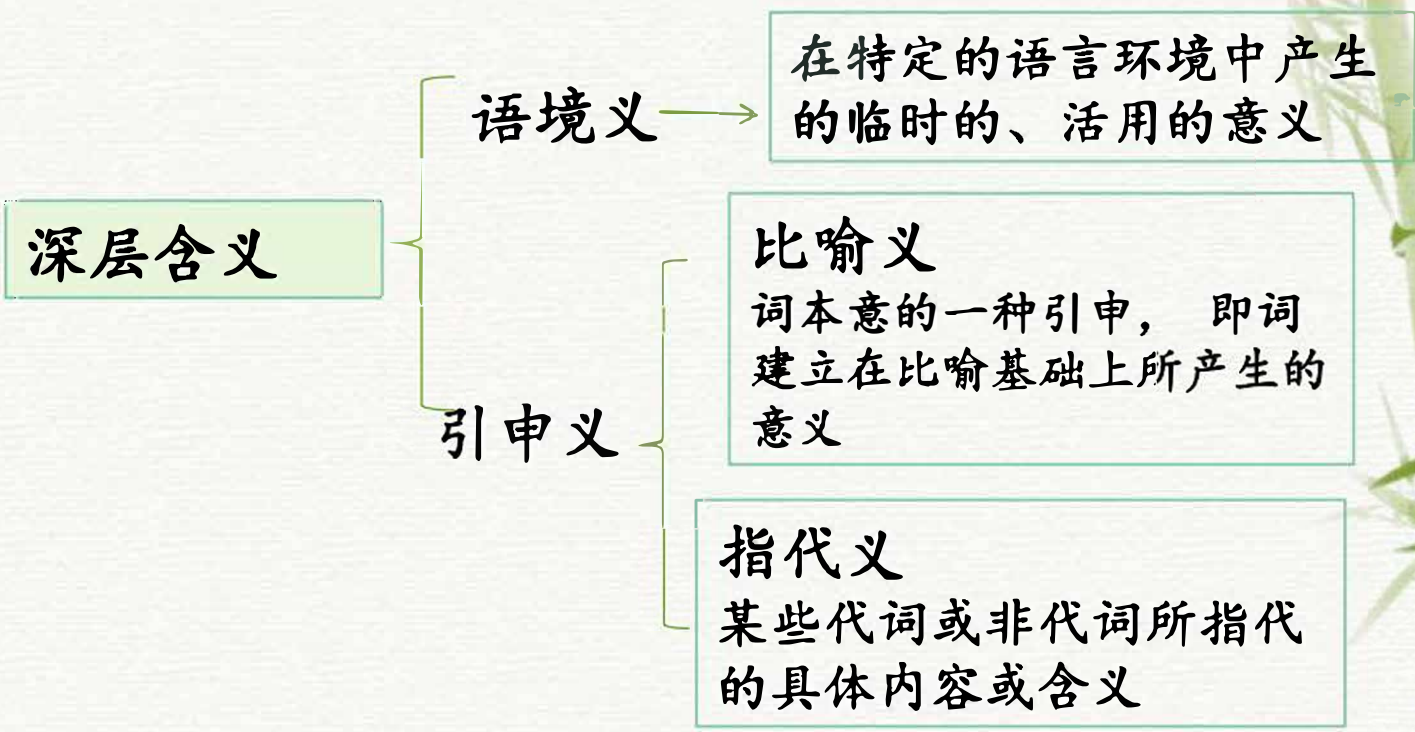 深层含义
语境义
在特定的语言环境中产生
的临时的、活用的意义
引申义
比喻义
词本意的一种引申， 即词
建立在比喻基础上所产生的
意义
指代义
某些代词或非代词所指代
的具体内容或含义